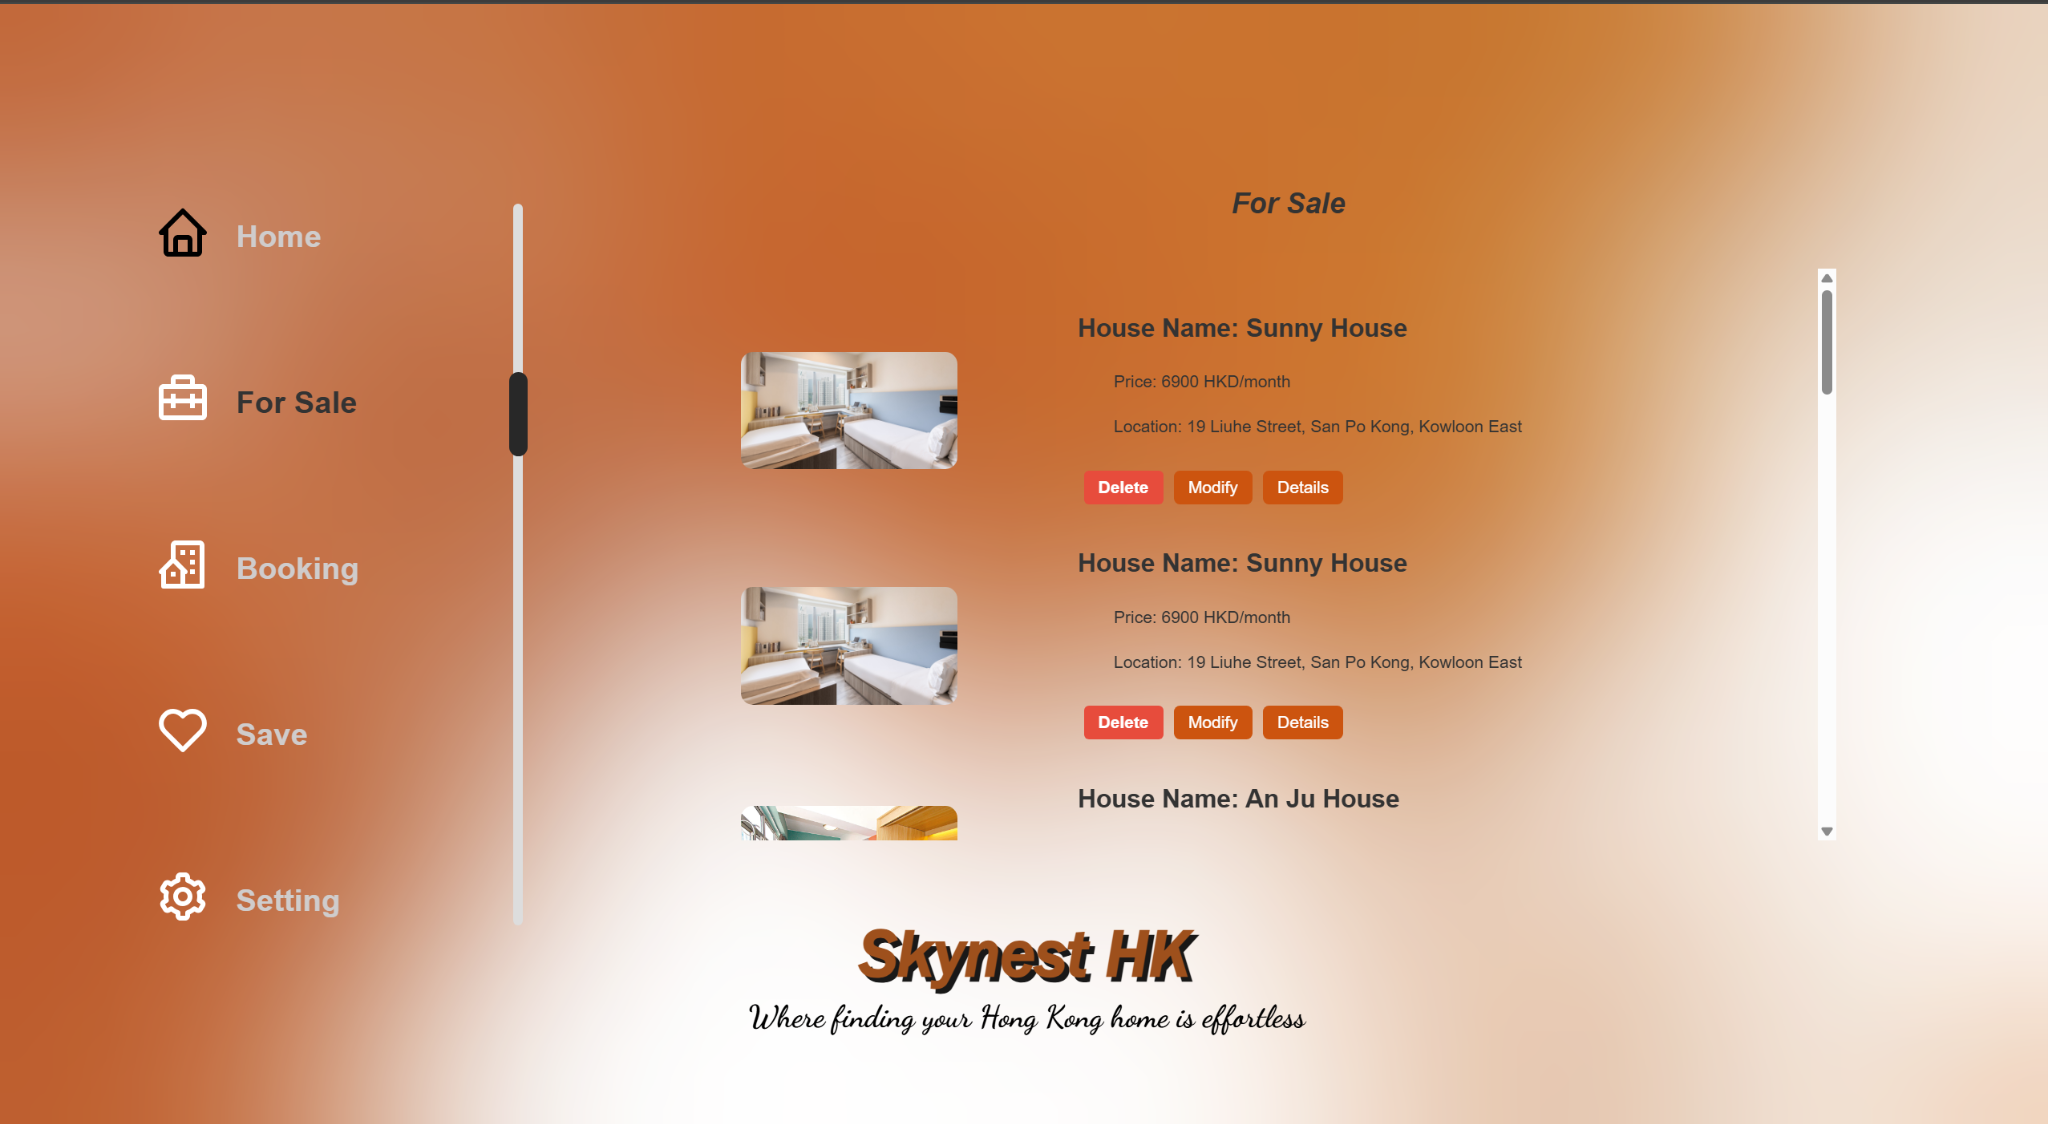 Home
For Sale
Booking
Save
Setting
For Sale
House Name: Sunny House
Price: 6900 HKD/month
Location: 19 Liuhe Street, San Po Kong, Kowloon East
Delete Modify Details
House Name: Sunny House
Price: 6900 HKD/month
Location: 19 Liuhe Street, San Po Kong, Kowloon East
Delete Modify Details
House Name: An Ju House
Skynest HK
Where finding your Hong Kong home is effortless